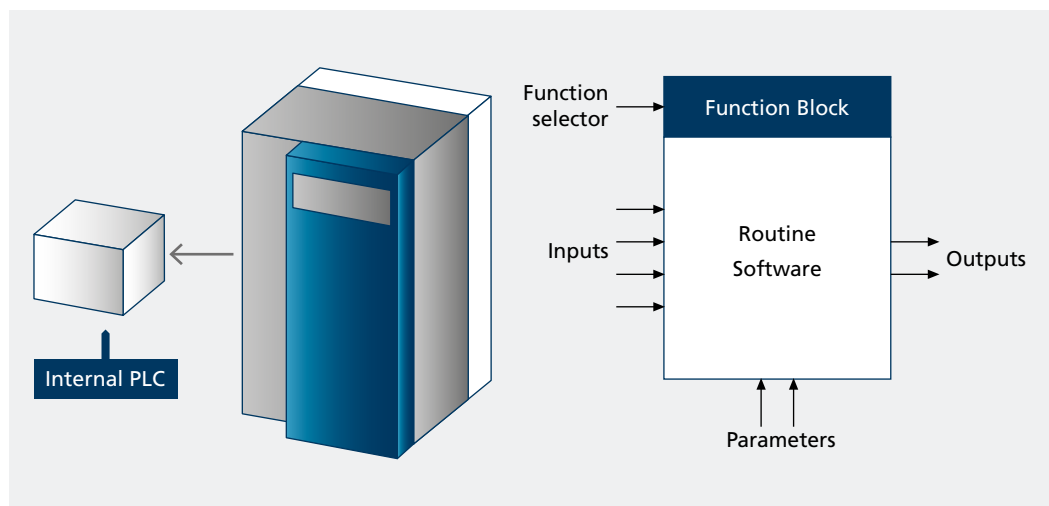 Function
selector
Function Block
Inputs
Routine
Software
Outputs
Internal PLC
Parameters